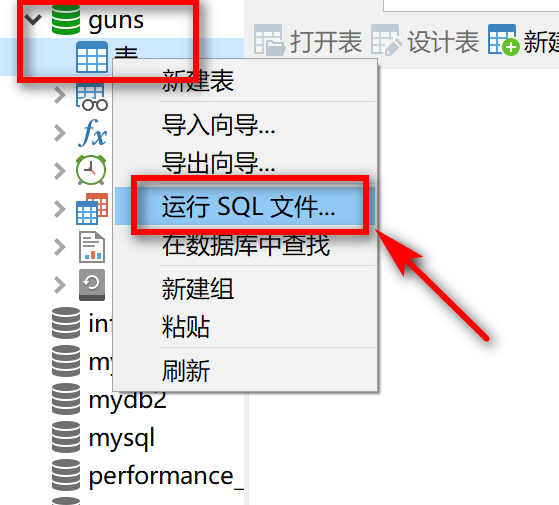 guns
打开表 设计表 新建
表
新建表
导入向导...
fx
导出向导...
运行 SQL 文件...
在数据库中查找
新建组
粘贴
刷新
mydb2
mysql
performance_